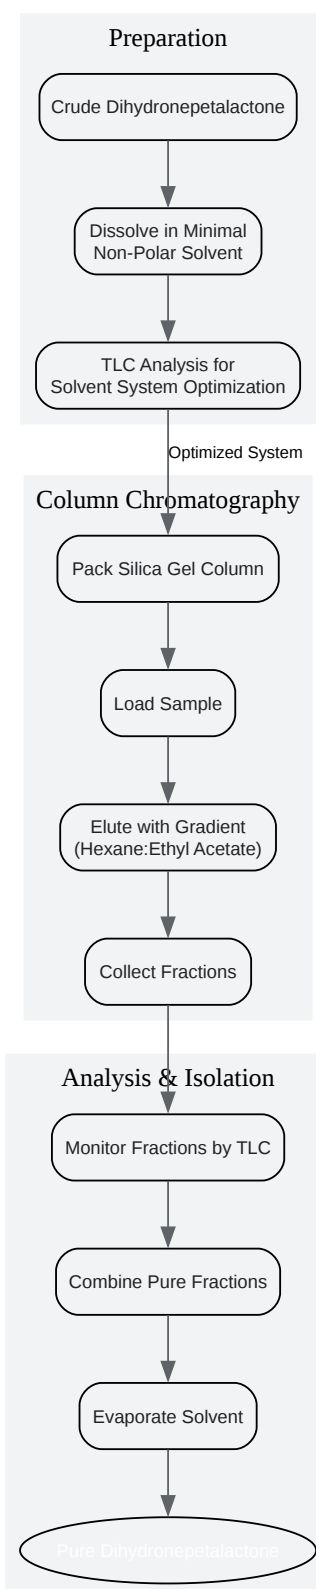 Preparation
Crude Dihydronepetalactone
Dissolve in Minimal
Non-Polar Solvent
TLC Analysis for
Solvent System Optimization
Optimized System
Column Chromatography
Pack Silica Gel Column
Load Sample
Elute with Gradient
(Hexane:Ethyl Acetate)
Collect Fractions
Analysis & Isolation
Monitor Fractions by TLC
Combine Pure Fractions
Evaporate Solvent
Pure Dihydronepetalactone